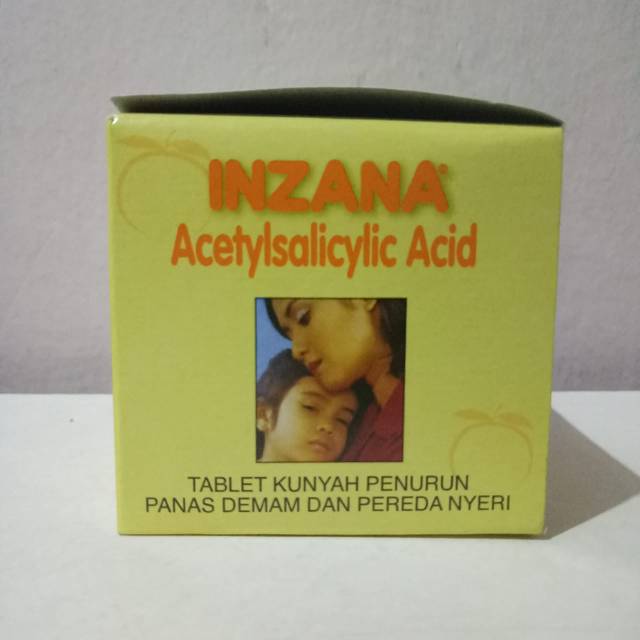 INZANA®
Acetylsalicylic Acid
TABLET KUNYAH PENURUN
PANAS DEMAM DAN PEREDA NYERI